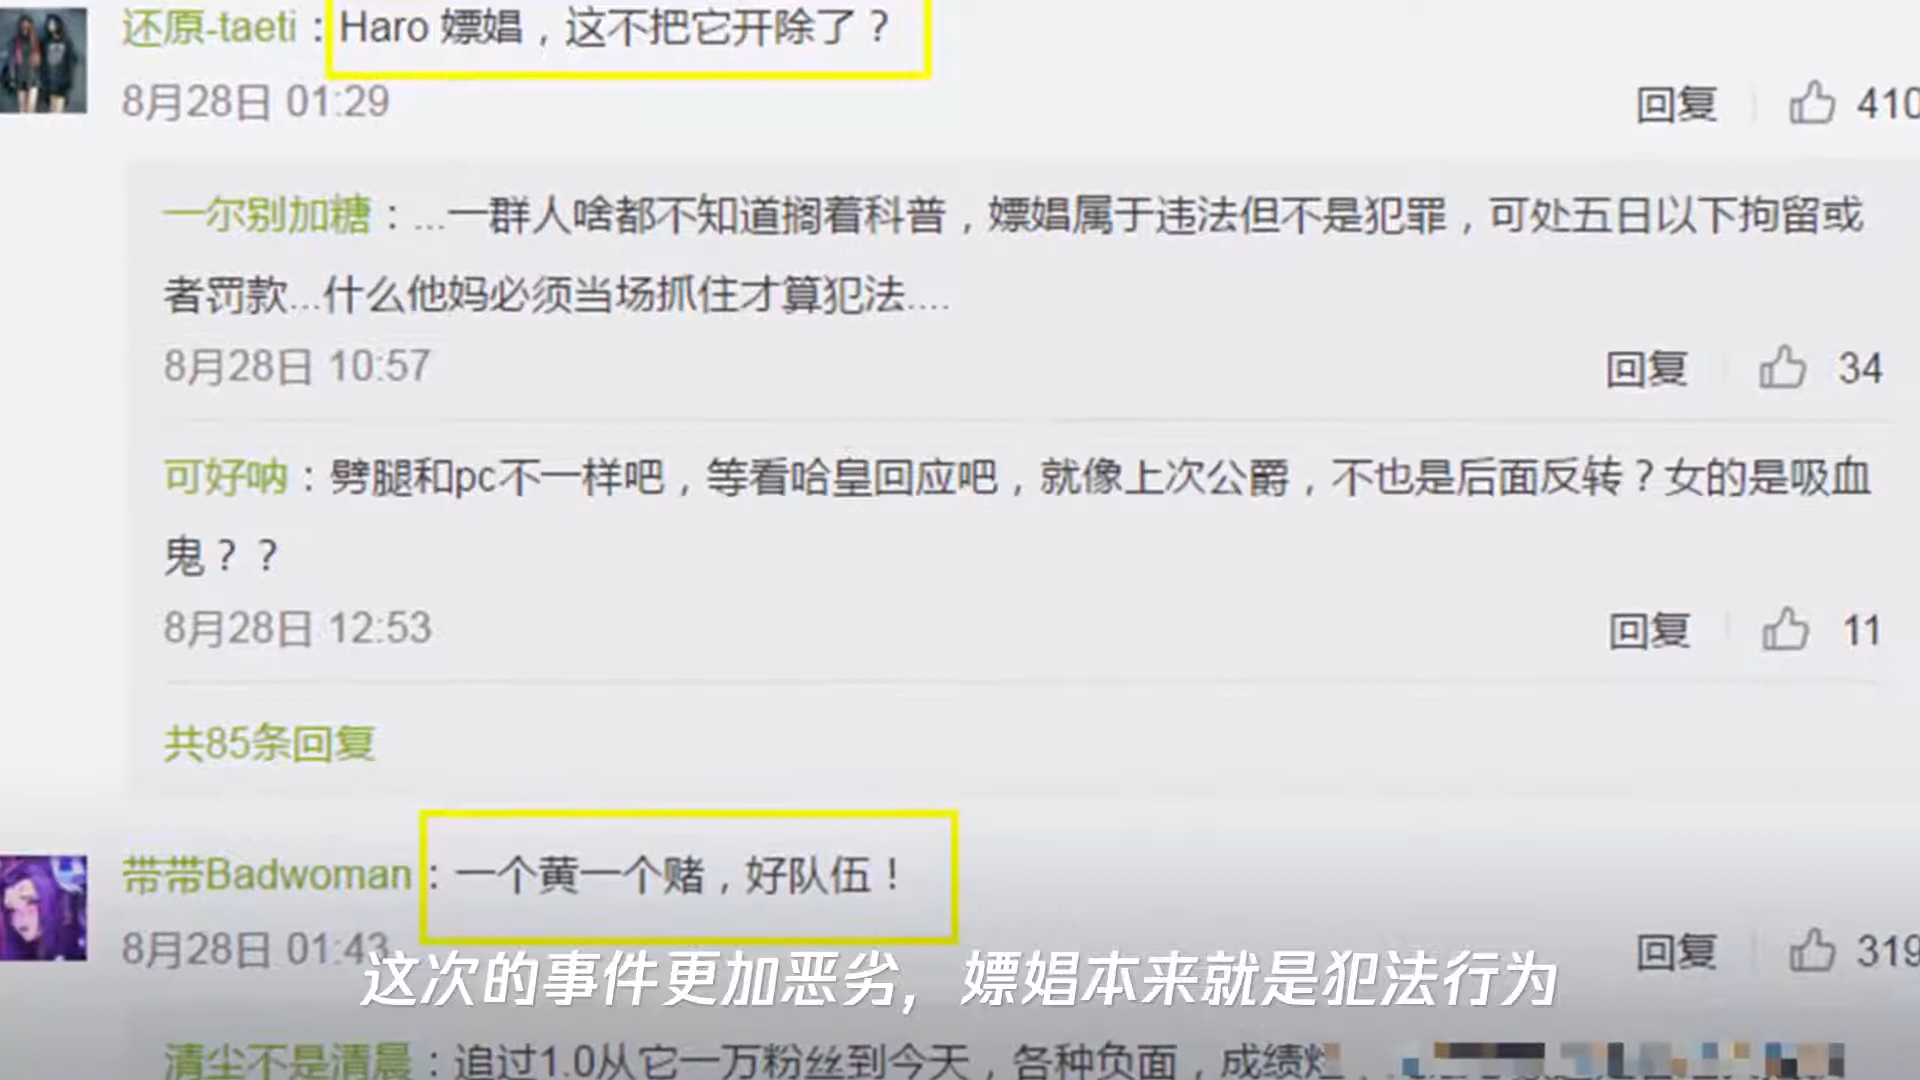 还原-taeti：Haro 嫖娼，这不把它开除了？
8月28日 01:29
回复 410
一尔别加糖：...一群人啥都不知道搁着科普，嫖娼属于违法但不是犯罪，可处五日以下拘留或
者罚款...什么他妈必须当场抓住才算犯法....
8月28日 10:57
回复 34
可好呐：劈腿和pc不一样吧，等看哈皇回应吧，就像上次公爵，不也是后面反转？女的是吸血
鬼？？
8月28日 12:53
回复 11
共85条回复
带带Badwoman：一个黄一个赌，好队伍！
8月28日 01:43
回复 319
这次的事件更加恶劣，嫖娼本来就是犯法行为
清尘不是清晨：追过1.0从它一万粉丝到今天，各种负面，成绩烂